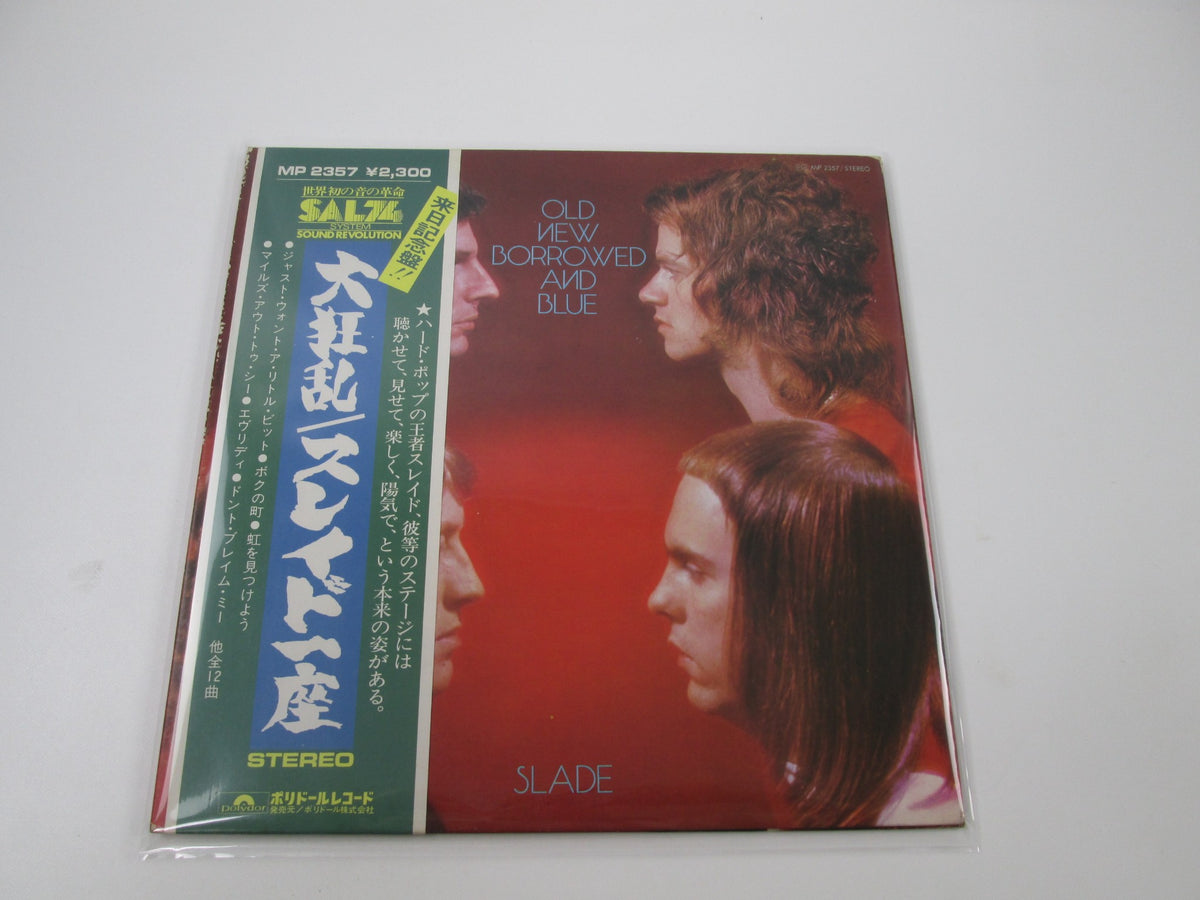 MP 2357 ¥2,300
世界初の音の革命
SALZ4
SYSTEM
SOUND REVOLUTION
来日記念盤!!
★ハード・ポップの王者スレイド、彼等のステージには
聴かせて、見せて、楽しく、陽気で、という本来の姿がある。
大狂乱/スレイド一座
●ジャスト・ウォント・ア・リトル・ビット●ボクの町●虹を見つけよう
●マイルズ・アウト・トゥ・シー●エヴリディ●ドント・ブレイム・ミー 他全12曲
STEREO
Polydor
ポリドールレコード
発売元/ポリドール株式会社
MP 2357/STEREO
OLD
NEW
BORROWED
AND
BLUE
SLADE